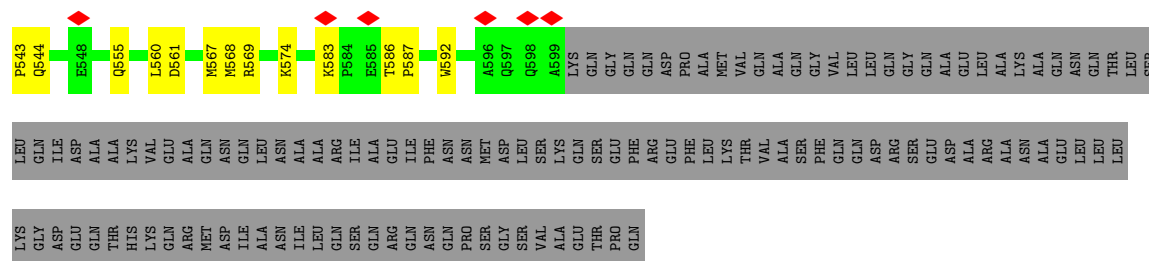 P543 Q544 E548 Q555 L560 D561 M567 M568 R569 K574 K583 P584 E585 T586 P587 W592 A596 Q597 Q598 A599 LYS GLN GLY GLN GLN ASP PRO ALA MET VAL GLN ALA GLN GLY VAL LEU LEU GLN GLY GLN ALA GLU LEU ALA LYS ALA GLN ASN GLN THR LEU SER
LEU GLN ILE ASP ALA ALA LYS VAL GLU ALA GLN ASN GLN LEU ASN ALA ALA ARG ILE ALA GLU ILE PHE ASN ASN MET ASP LEU SER LYS GLN SER GLU PHE ARG GLU PHE LEU LYS THR VAL ALA SER PHE GLN GLN ASP ARG SER GLU ASP ALA ARG ALA ASN ALA GLU LEU LEU LEU
LYS GLY ASP GLU GLN THR HIS LYS GLN ARG MET ASP ILE ALA ASN ILE LEU GLN SER GLN ARG GLN ASN GLN PRO SER GLY SER VAL ALA GLU THR PRO GLN